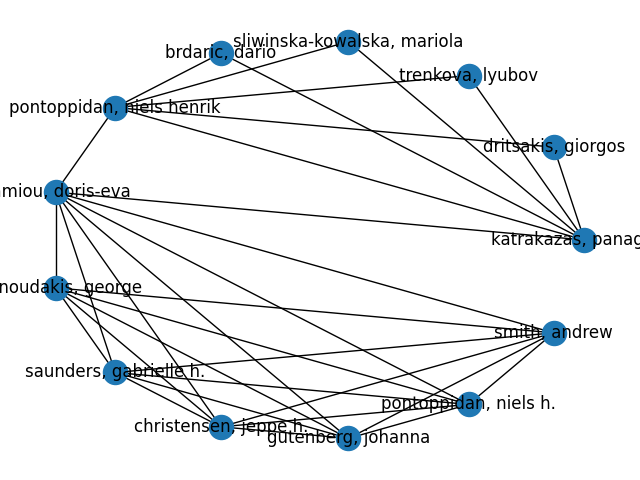 sliwinska-kowalska, mariola
brdaric, dario
trenkova, lyubov
pontoppidan, niels henrik
dritsakis, giorgos
amiou, doris-eva
katrakazas, panag
noudakis, george
smith, andrew
saunders, gabrielle h.
pontoppidan, niels h.
christensen, jeppe h.
gutenberg, johanna